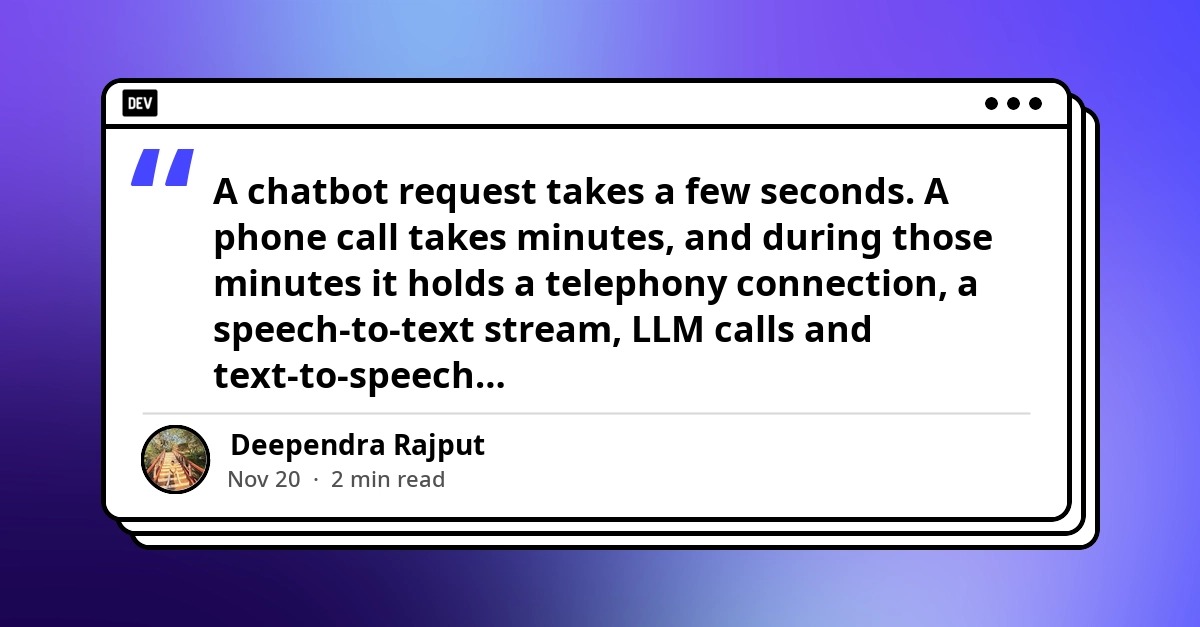 DEV
“ A chatbot request takes a few seconds. A
phone call takes minutes, and during those
minutes it holds a telephony connection, a
speech-to-text stream, LLM calls and
text-to-speech...
Deependra Rajput
Nov 20 · 2 min read